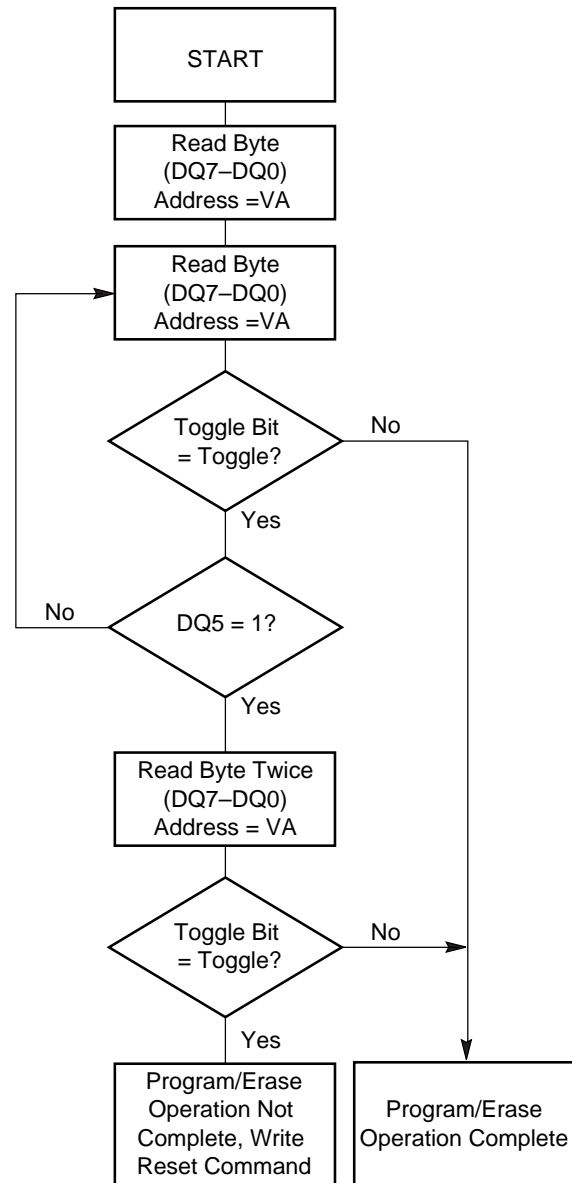 START
Read Byte
(DQ7–DQ0)
Address =VA
Read Byte
(DQ7–DQ0)
Address =VA
Toggle Bit
= Toggle?
No
Yes
No
DQ5 = 1?
Yes
Read Byte Twice
(DQ7–DQ0)
Address = VA
Toggle Bit
= Toggle?
No
Yes
Program/Erase
Operation Not
Complete, Write
Reset Command
Program/Erase
Operation Complete